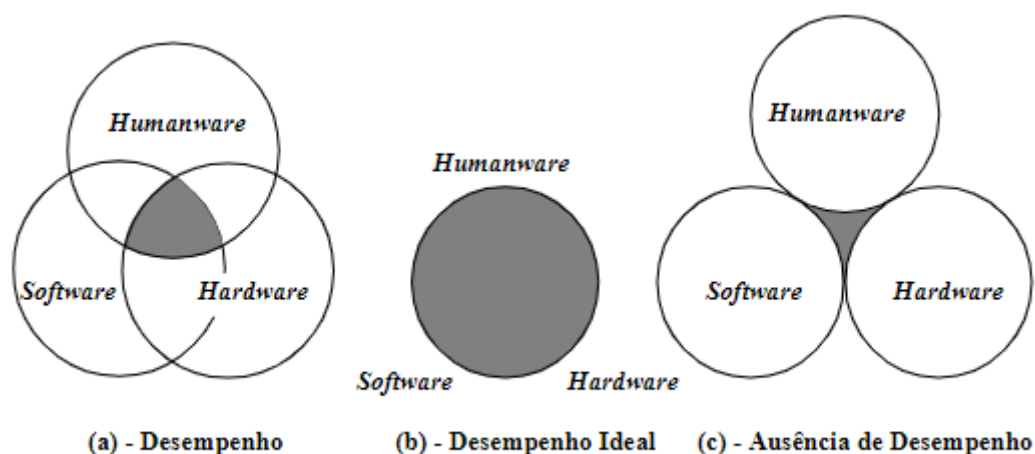 Humanware
Software
Hardware
(a) - Desempenho
Humanware
Software
Hardware
(b) - Desempenho Ideal
Humanware
Software
Hardware
(c) - Ausência de Desempenho